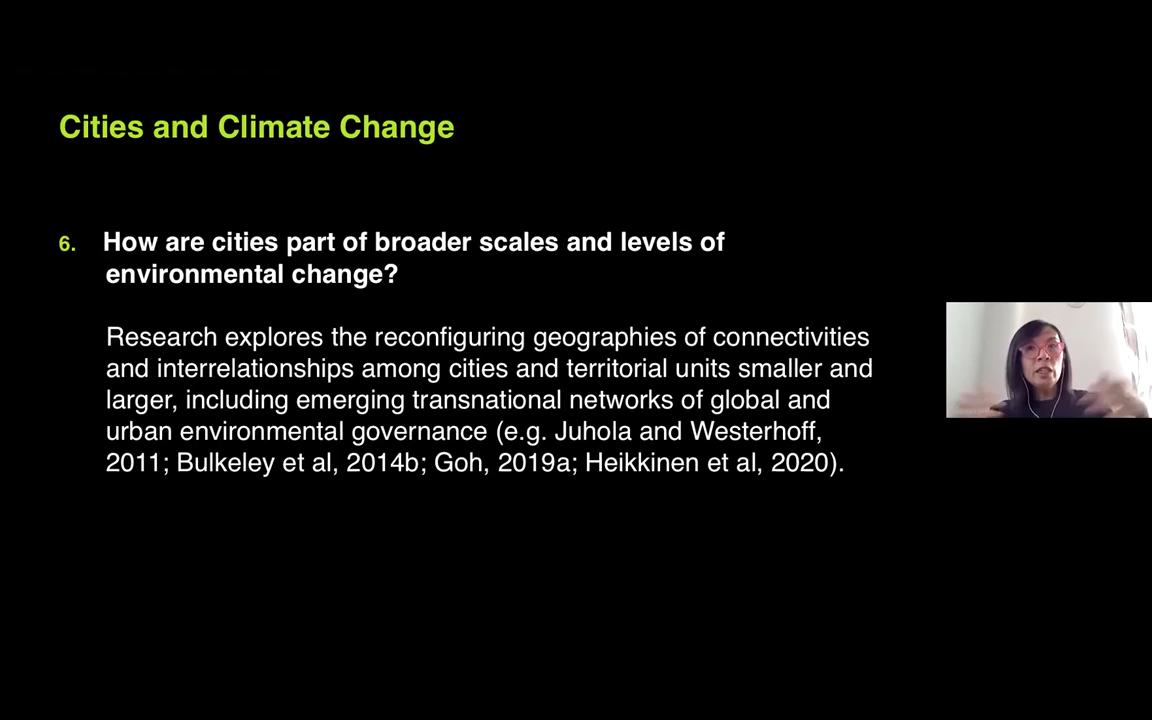 Cities and Climate Change
6. How are cities part of broader scales and levels of
environmental change?
Research explores the reconfiguring geographies of connectivities
and interrelationships among cities and territorial units smaller and
larger, including emerging transnational networks of global and
urban environmental governance (e.g. Juhola and Westerhoff,
2011; Bulkeley et al, 2014b; Goh, 2019a; Heikkinen et al, 2020).